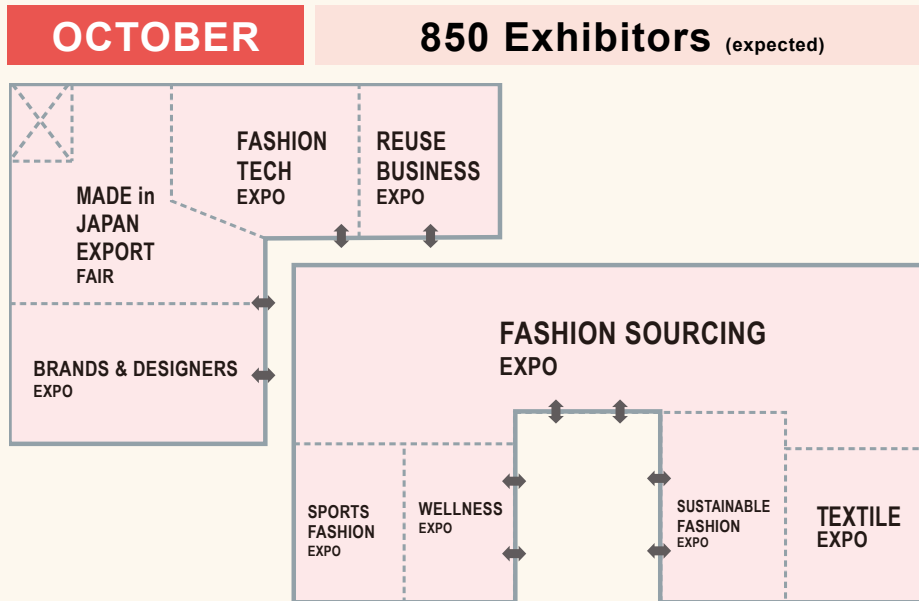 OCTOBER
850 Exhibitors (expected)
FASHION
TECH
EXPO
REUSE
BUSINESS
EXPO
MADE in
JAPAN
EXPORT
FAIR
BRANDS & DESIGNERS
EXPO
FASHION SOURCING
EXPO
SPORTS
FASHION
EXPO
WELLNESS
EXPO
SUSTAINABLE
FASHION
EXPO
TEXTILE
EXPO